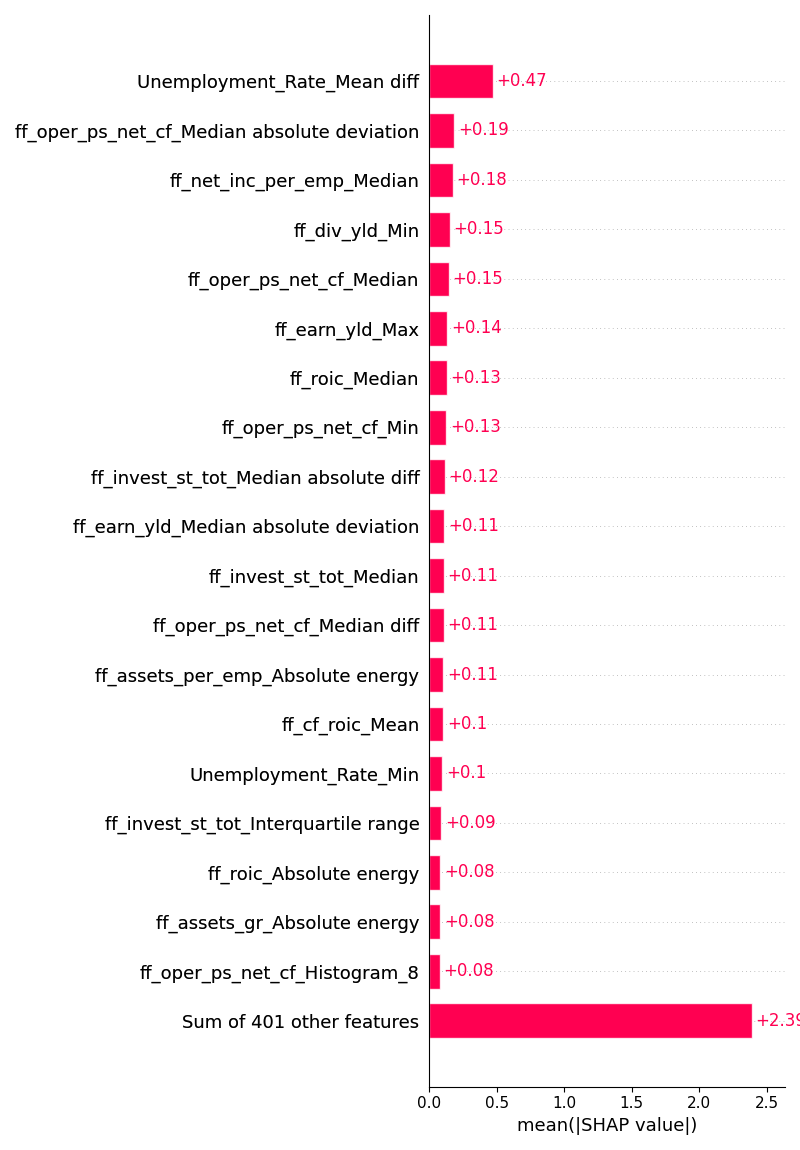 Unemployment_Rate_Mean diff +0.47
ff_oper_ps_net_cf_Median absolute deviation +0.19
ff_net_inc_per_emp_Median +0.18
ff_div_yld_Min +0.15
ff_oper_ps_net_cf_Median +0.15
ff_earn_yld_Max +0.14
ff_roic_Median +0.13
ff_oper_ps_net_cf_Min +0.13
ff_invest_st_tot_Median absolute diff +0.12
ff_earn_yld_Median absolute deviation +0.11
ff_invest_st_tot_Median +0.11
ff_oper_ps_net_cf_Median diff +0.11
ff_assets_per_emp_Absolute energy +0.11
ff_cf_roic_Mean +0.1
Unemployment_Rate_Min +0.1
ff_invest_st_tot_Interquartile range +0.09
ff_roic_Absolute energy +0.08
ff_assets_gr_Absolute energy +0.08
ff_oper_ps_net_cf_Histogram_8 +0.08
Sum of 401 other features +2.39
0.0 0.5 1.0 1.5 2.0 2.5
mean(|SHAP value|)